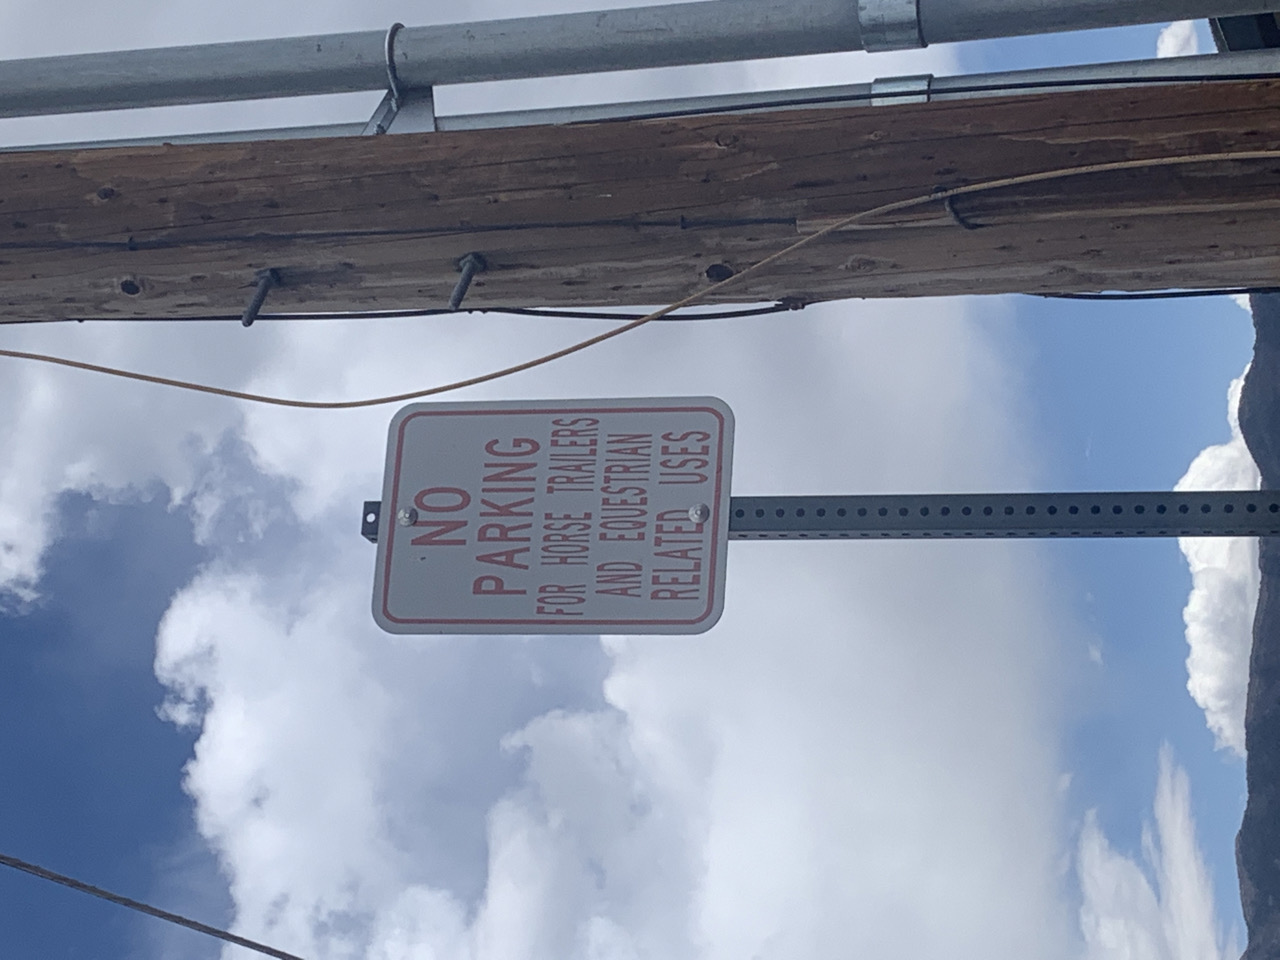 NO
PARKING
FOR HORSE TRAILERS
AND EQUESTRIAN
RELATED USES